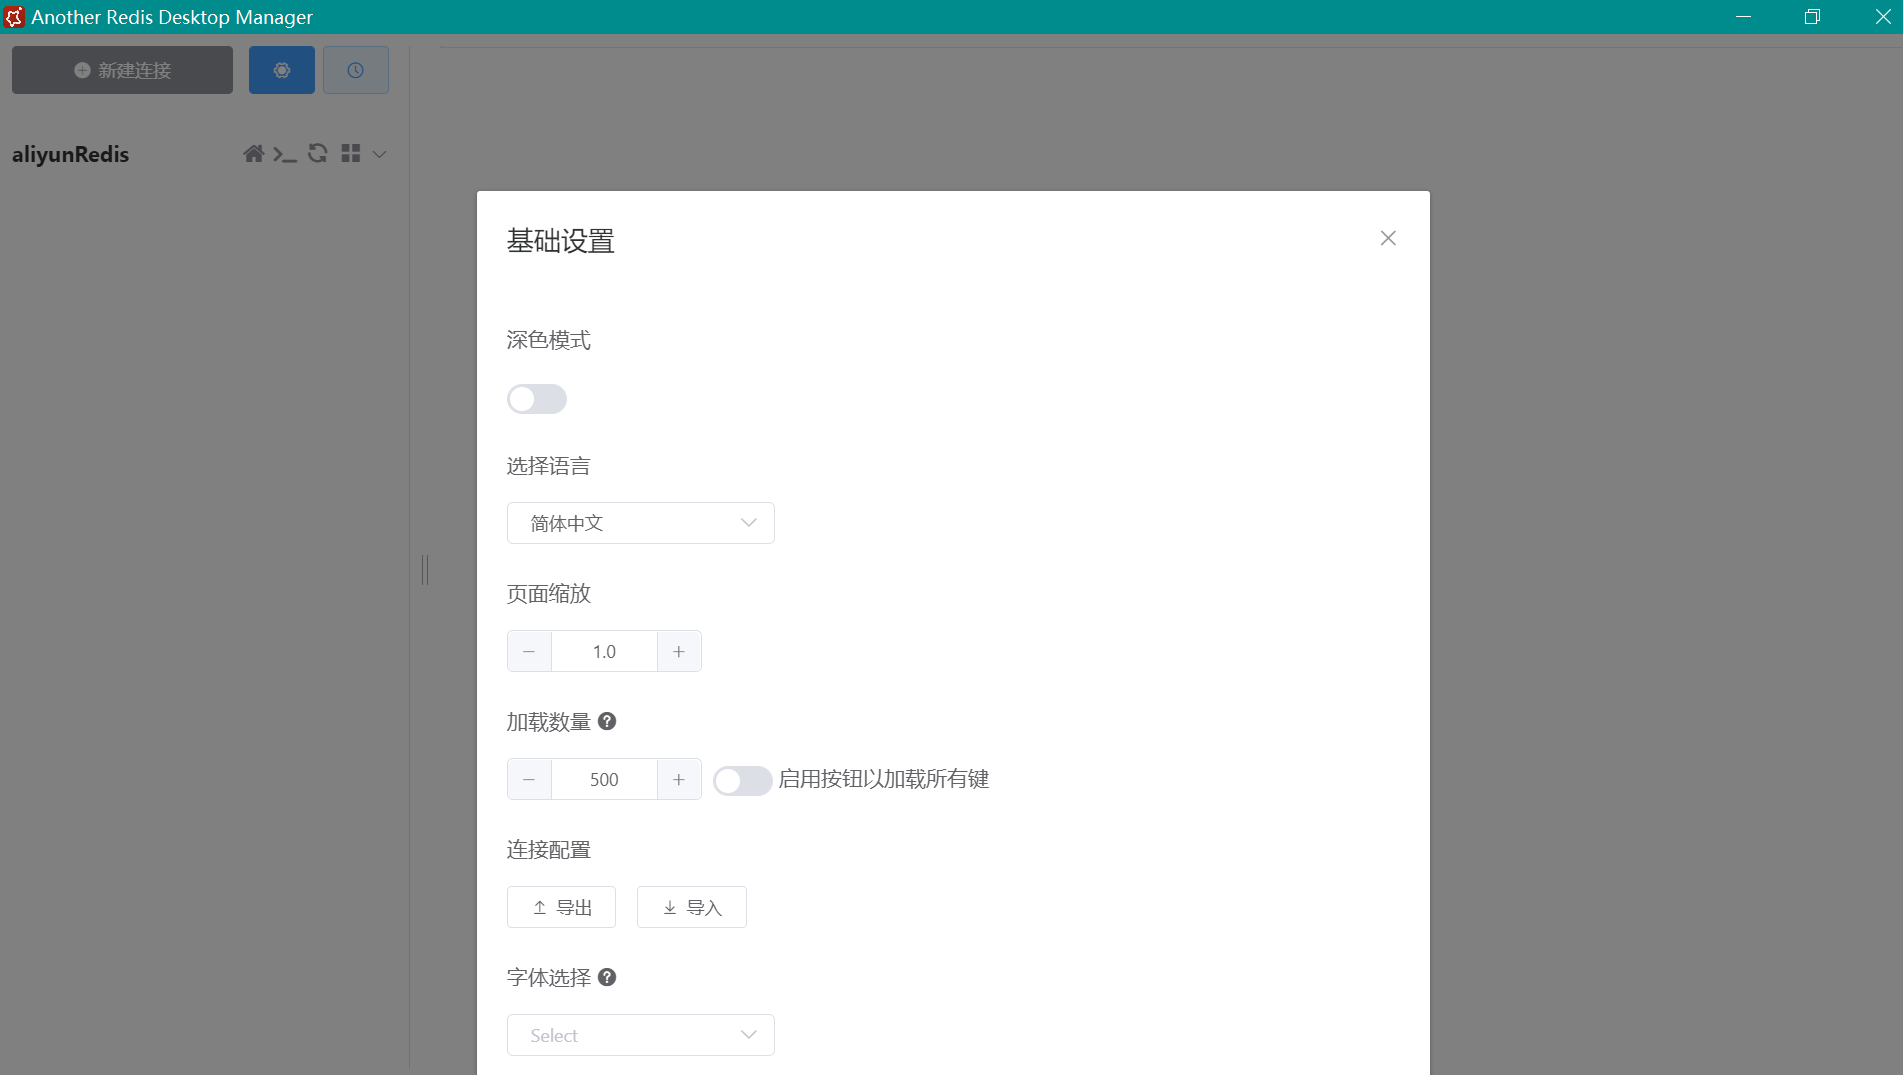 Another Redis Desktop Manager
新建连接
aliyunRedis
基础设置
深色模式
选择语言
简体中文
页面缩放
1.0
加载数量
500
启用按钮以加载所有键
连接配置
导出 导入
字体选择
Select